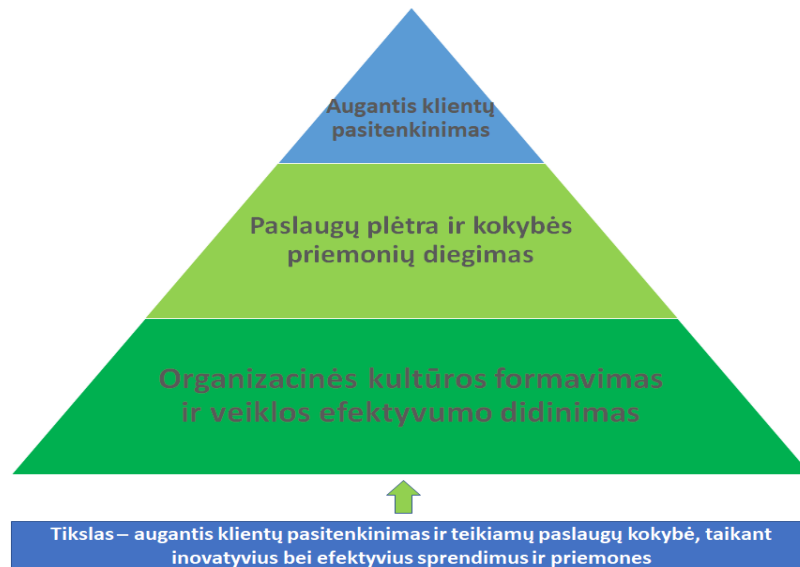 Augantis klientų
pasitenkinimas
Paslaugų plėtra ir kokybės
priemonių diegimas
Organizacinės kultūros formavimas
ir veiklos efektyvumo didinimas
Tikslas – augantis klientų pasitenkinimas ir teikiamų paslaugų kokybė, taikant
inovatyvius bei efektyvius sprendimus ir priemones